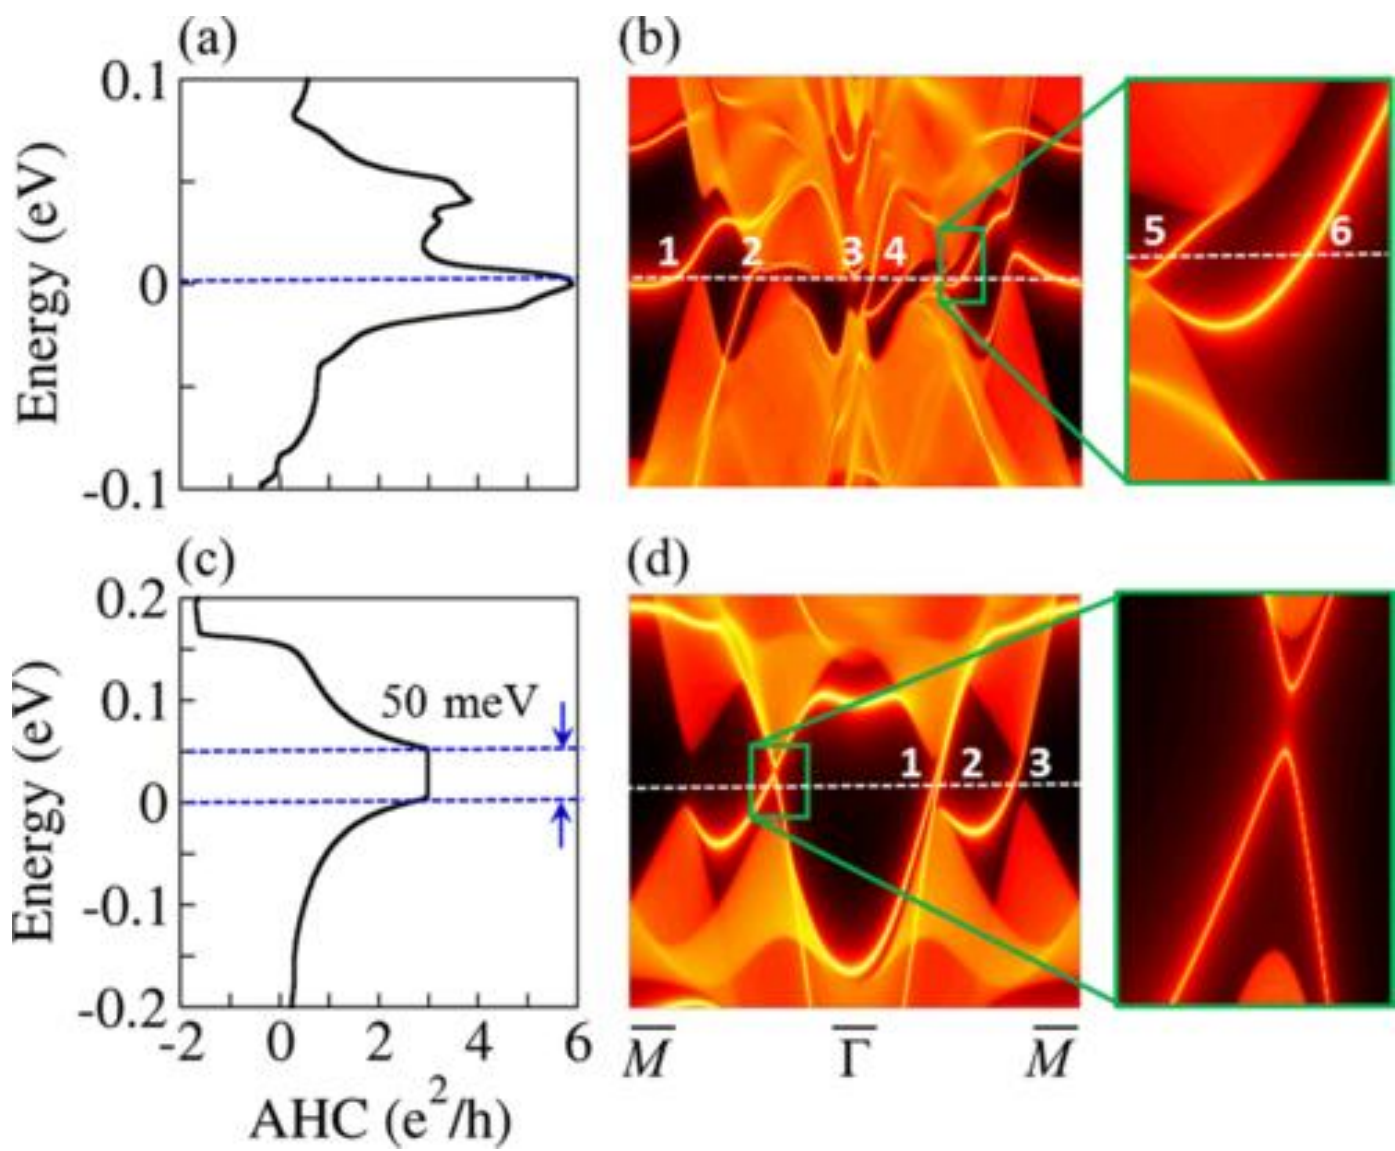 (a)
(b)
0.1
0
-0.1
Energy (eV)
1 2 3 4
5 6
(c)
(d)
0.2
0.1
0
-0.1
-0.2
Energy (eV)
50 meV
1 2 3
-2 0 2 4 6
AHC (e²/h)
M̅ Γ̅ M̅